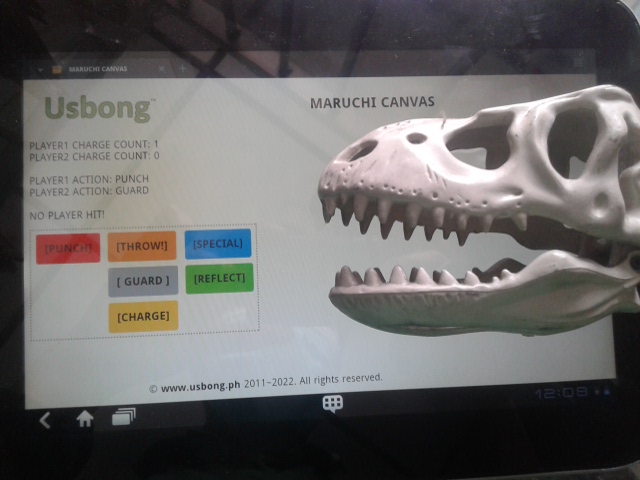 MARUCHI CANVAS
Usbong™
MARUCHI CANVAS
PLAYER1 CHARGE COUNT: 1
PLAYER2 CHARGE COUNT: 0
PLAYER1 ACTION: PUNCH
PLAYER2 ACTION: GUARD
NO PLAYER HIT!
[THROW!] [SPECIAL]
[PUNCH] [ GUARD ] [REFLECT]
[CHARGE]
© www.usbong.ph 2011~2022. All rights reserved.
12:09